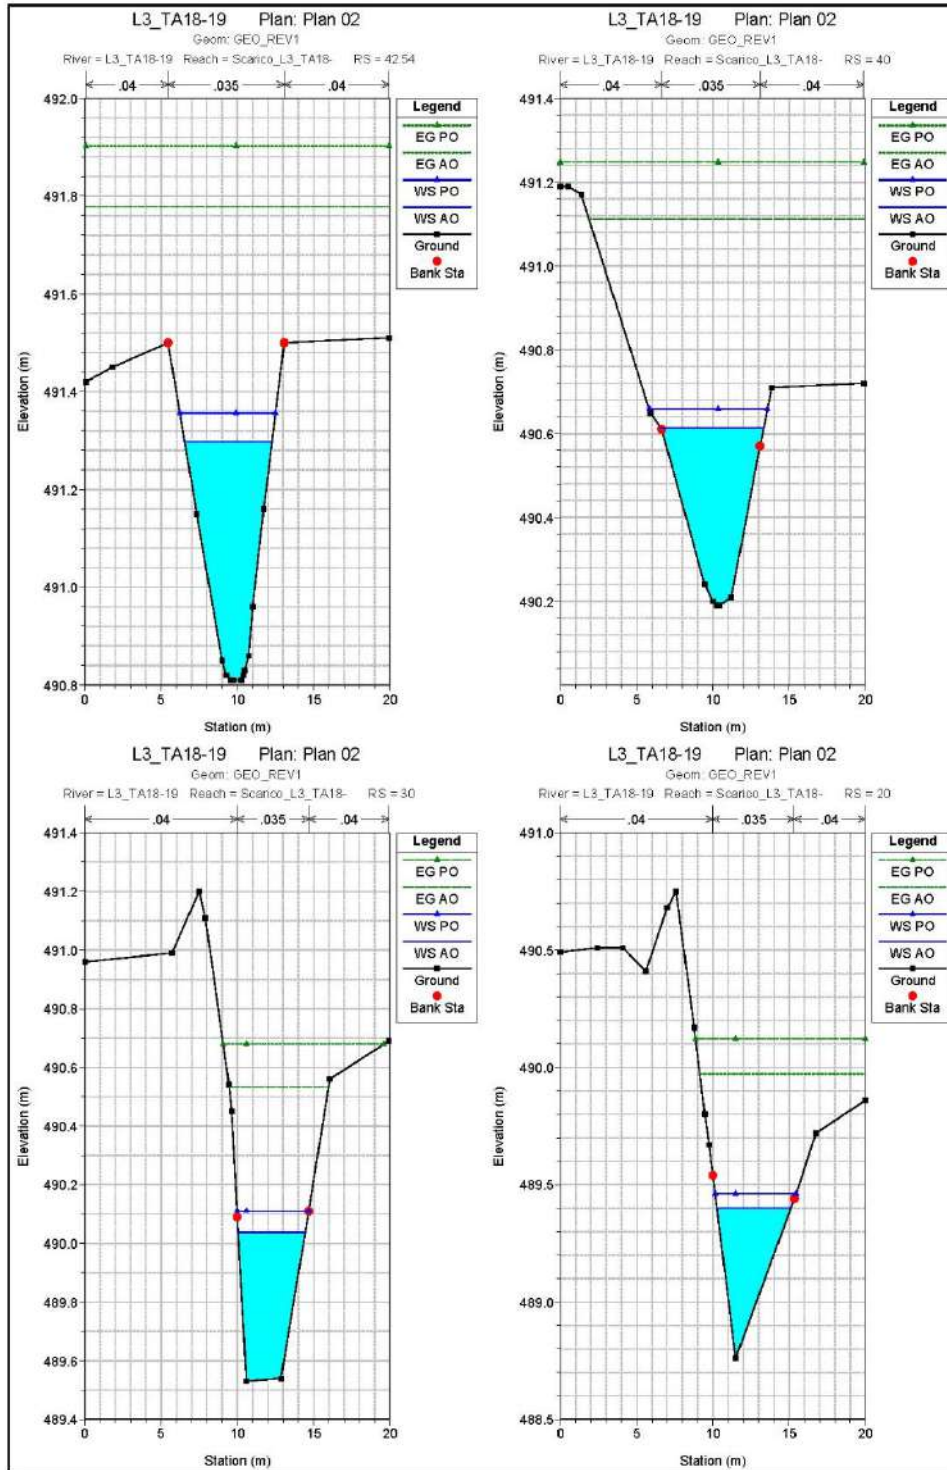 L3_TA18-19 Plan: Plan 02
Geom: GEO_REV1
River = L3_TA18-19 Reach = Scarico_L3_TA18- RS = 42.54
.04 .035 .04
Legend
EG PO
EG AO
WS PO
WS AO
Ground
Bank Sta
Elevation (m)
492.0
491.8
491.6
491.4
491.2
491.0
490.8
0 5 10 15 20
Station (m)
L3_TA18-19 Plan: Plan 02
Geom: GEO_REV1
River = L3_TA18-19 Reach = Scarico_L3_TA18- RS = 40
.04 .035 .04
Legend
EG PO
EG AO
WS PO
WS AO
Ground
Bank Sta
Elevation (m)
491.4
491.2
491.0
490.8
490.6
490.4
490.2
0 5 10 15 20
Station (m)
L3_TA18-19 Plan: Plan 02
Geom: GEO_REV1
River = L3_TA18-19 Reach = Scarico_L3_TA18- RS = 30
.04 .035 .04
Legend
EG PO
EG AO
WS PO
WS AO
Ground
Bank Sta
Elevation (m)
491.4
491.2
491.0
490.8
490.6
490.4
490.2
490.0
489.8
489.6
489.4
0 5 10 15 20
Station (m)
L3_TA18-19 Plan: Plan 02
Geom: GEO_REV1
River = L3_TA18-19 Reach = Scarico_L3_TA18- RS = 20
.04 .035 .04
Legend
EG PO
EG AO
WS PO
WS AO
Ground
Bank Sta
Elevation (m)
491.0
490.5
490.0
489.5
489.0
488.5
0 5 10 15 20
Station (m)